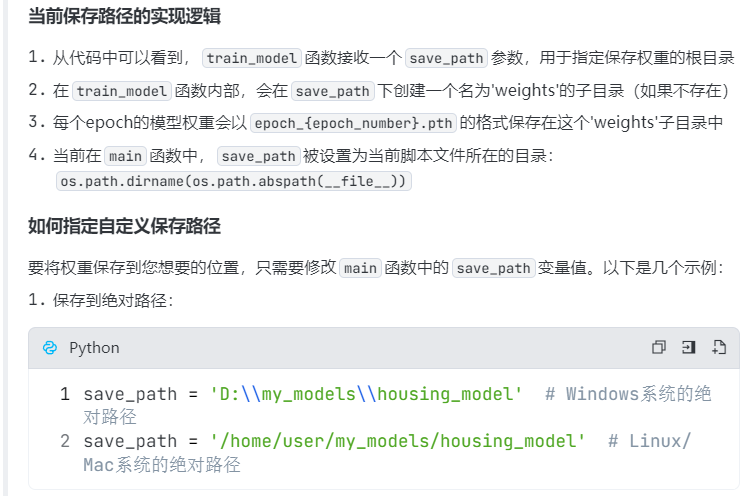 当前保存路径的实现逻辑
1. 从代码中可以看到， train_model 函数接收一个 save_path 参数，用于指定保存权重的根目录
2. 在 train_model 函数内部，会在 save_path 下创建一个名为'weights'的子目录（如果不存在）
3. 每个epoch的模型权重会以 epoch_{epoch_number}.pth 的格式保存在这个'weights'子目录中
4. 当前在 main 函数中， save_path 被设置为当前脚本文件所在的目录：
os.path.dirname(os.path.abspath(__file__))
如何指定自定义保存路径
要将权重保存到您想要的位置，只需要修改 main 函数中的 save_path 变量值。以下是几个示例：
1. 保存到绝对路径：
Python
1 save_path = 'D:\\my_models\\housing_model'  # Windows系统的绝
对路径
2 save_path = '/home/user/my_models/housing_model'  # Linux/
Mac系统的绝对路径